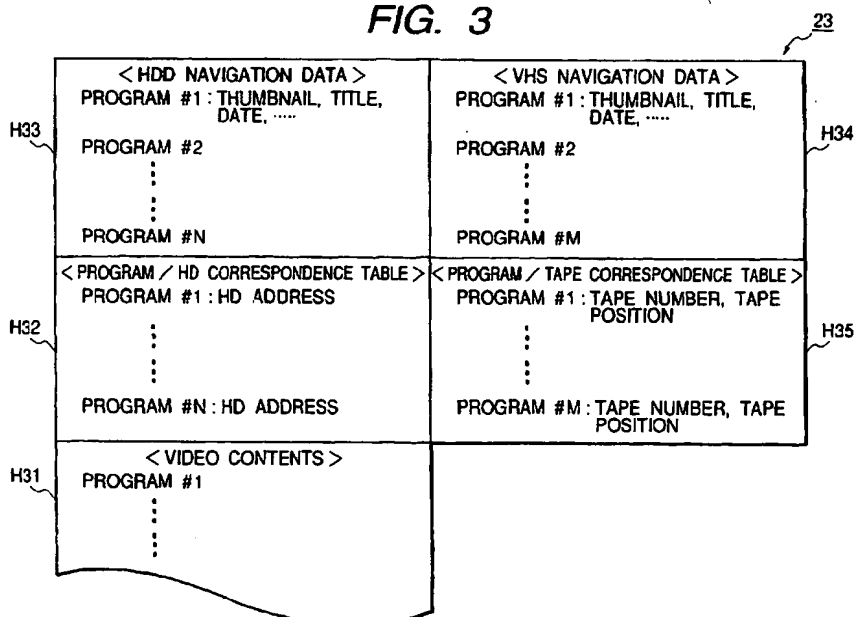 FIG. 3
23
<HDD NAVIGATION DATA>
PROGRAM #1 : THUMBNAIL, TITLE,
DATE, .....
H33
PROGRAM #2
PROGRAM #N
<VHS NAVIGATION DATA>
PROGRAM #1 : THUMBNAIL, TITLE,
DATE, .....
H34
PROGRAM #2
PROGRAM #M
<PROGRAM / HD CORRESPONDENCE TABLE>
PROGRAM #1 : HD ADDRESS
H32
PROGRAM #N : HD ADDRESS
<PROGRAM / TAPE CORRESPONDENCE TABLE>
PROGRAM #1 : TAPE NUMBER, TAPE
POSITION
H35
PROGRAM #M : TAPE NUMBER, TAPE
POSITION
<VIDEO CONTENTS>
H31
PROGRAM #1